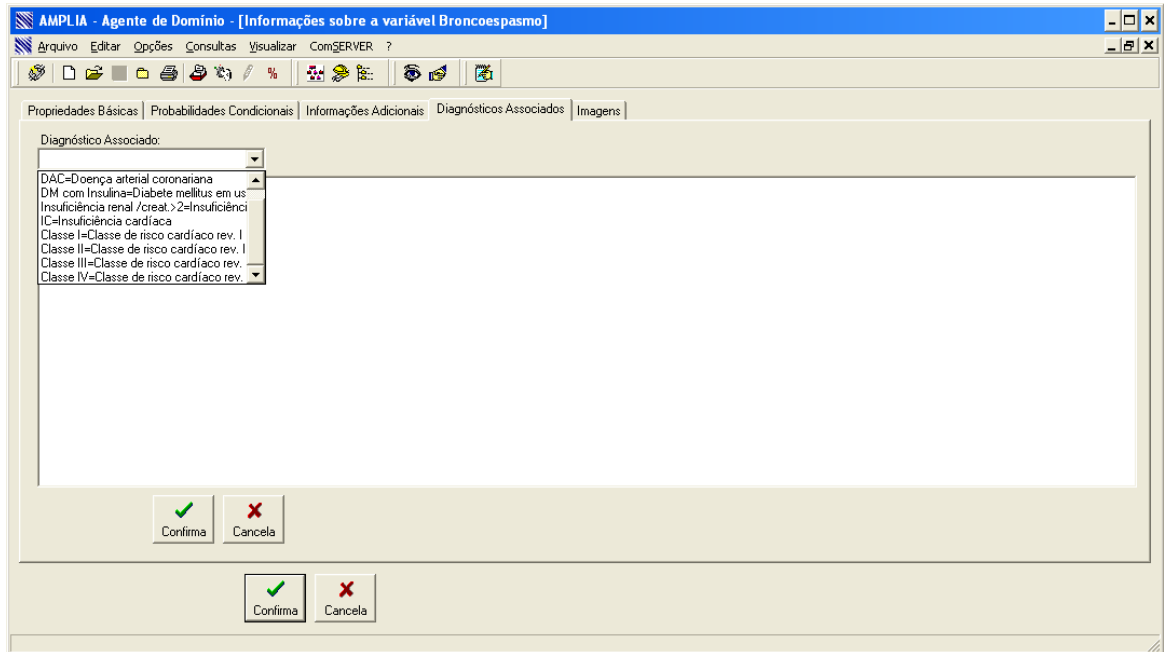 AMPLIA - Agente de Domínio - [Informações sobre a variável Broncoespasmo]
Arquivo Editar Opções Consultas Visualizar ComSERVER ?
%
Propriedades Básicas Probabilidades Condicionais Informações Adicionais Diagnósticos Associados Imagens
Diagnóstico Associado:
DAC=Doença arterial coronariana
DM com Insulina=Diabete mellitus em us
Insuficiência renal /creat.>2=Insuficiênci
IC=Insuficiência cardíaca
Classe I=Classe de risco cardíaco rev. I
Classe II=Classe de risco cardíaco rev. I
Classe III=Classe de risco cardíaco rev.
Classe IV=Classe de risco cardíaco rev.
Confirma Cancela
Confirma Cancela